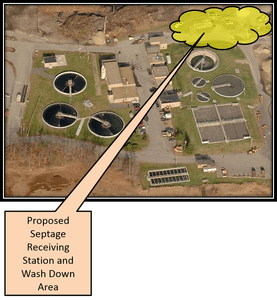 Proposed
Septage
Receiving
Station and
Wash Down
Area